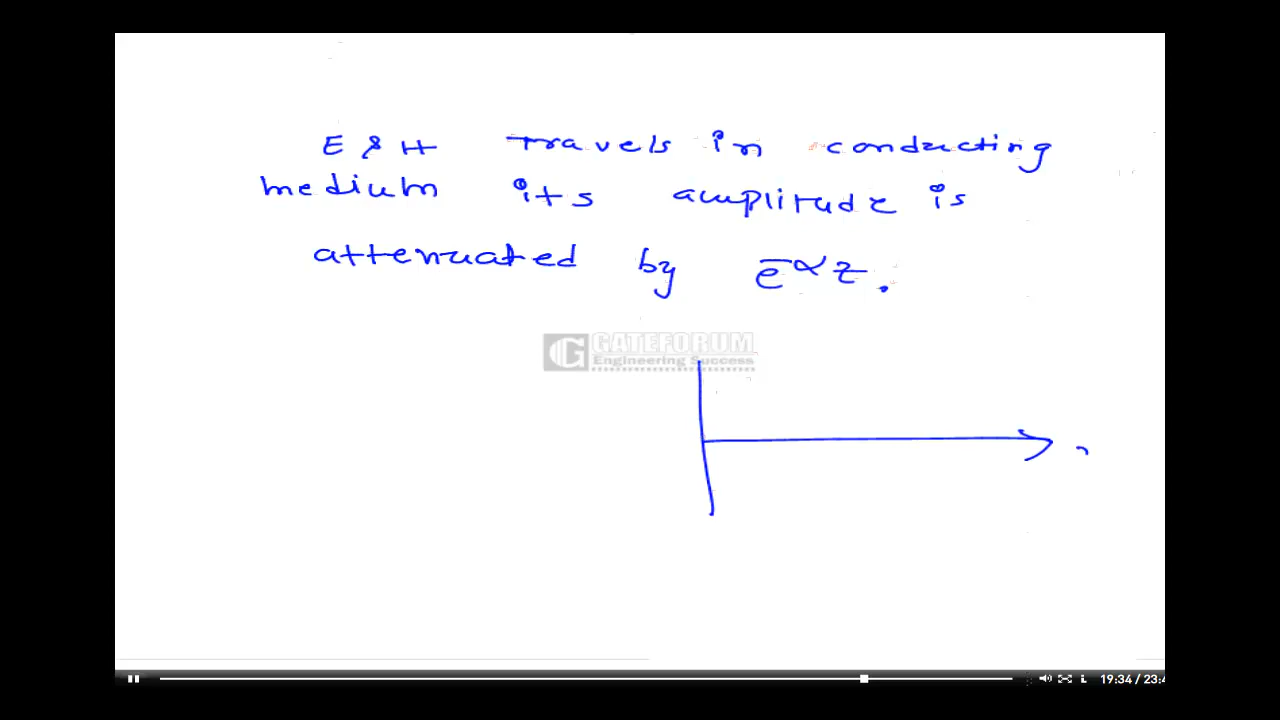 E & H travels in conducting
medium its amplitude is
attenuated by e^-αz.
GATEFORUM
Engineering Success
19:34 / 23:4